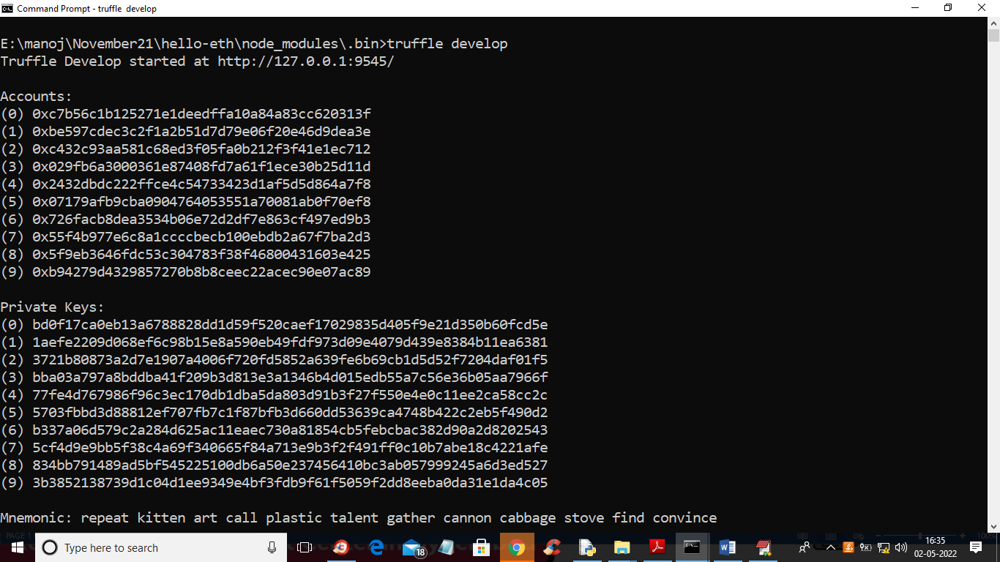 Command Prompt - truffle develop
E:\manoj\November21\hello-eth\node_modules\.bin>truffle develop
Truffle Develop started at http://127.0.0.1:9545/
Accounts:
(0) 0xc7b56c1b125271e1deedffa10a84a83cc620313f
(1) 0xbe597cdec3c2f1a2b51d7d79e06f20e46d9dea3e
(2) 0xc432c93aa581c68ed3f05fa0b212f3f41e1ec712
(3) 0x029fb6a3000361e87408fd7a61f1ece30b25d11d
(4) 0x2432dbdc222ffce4c54733423d1af5d5d864a7f8
(5) 0x07179afb9cba0904764053551a70081ab0f70ef8
(6) 0x726facb8dea3534b06e72d2df7e863cf497ed9b3
(7) 0x55f4b977e6c8a1ccccbecb100ebdb2a67f7ba2d3
(8) 0x5f9eb3646fdc53c304783f38f46800431603e425
(9) 0xb94279d4329857270b8b8ceec22acec90e07ac89
Private Keys:
(0) bd0f17ca0eb13a6788828dd1d59f520caef17029835d405f9e21d350b60fcd5e
(1) 1aefe2209d068ef6c98b15e8a590eb49fdf973d09e4079d439e8384b11ea6381
(2) 3721b80873a2d7e1907a4006f720fd5852a639fe6b69cb1d5d52f7204daf01f5
(3) bba03a797a8bddba41f209b3d813e3a1346b4d015edb55a7c56e36b05aa7966f
(4) 77fe4d767986f96c3ec170db1dba5da803d91b3f27f550e4e0c11ee2ca58cc2c
(5) 5703fbbd3d88812ef707fb7c1f87bfb3d660dd53639ca4748b422c2eb5f490d2
(6) b337a06d579c2a284d625ac11eaec730a81854cb5febcbac382d90a2d8202543
(7) 5cf4d9e9bb5f38c4a69f340665f84a713e9b3f2f491ff0c10b7abe18c4221afe
(8) 834bb791489ad5bf545225100db6a50e237456410bc3ab057999245a6d3ed527
(9) 3b3852138739d1c04d1ee9349e4bf3fdb9f61f5059f2dd8eeba0da31e1da4c05
Mnemonic: repeat kitten art call plastic talent gather cannon cabbage stove find convince
Type here to search
18
16:35
02-05-2022